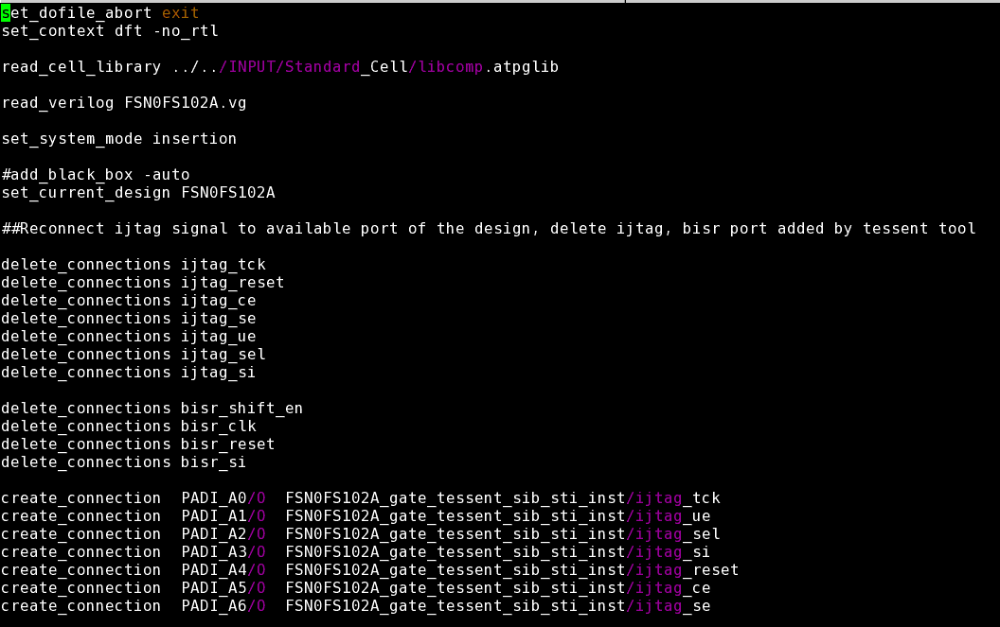 set_dofile_abort exit
set_context dft -no_rtl
read_cell_library ../../INPUT/Standard_Cell/libcomp.atpglib
read_verilog FSN0FS102A.vg
set_system_mode insertion
#add_black_box -auto
set_current_design FSN0FS102A
##Reconnect ijtag signal to available port of the design, delete ijtag, bisr port added by tessent tool
delete_connections ijtag_tck
delete_connections ijtag_reset
delete_connections ijtag_ce
delete_connections ijtag_se
delete_connections ijtag_ue
delete_connections ijtag_sel
delete_connections ijtag_si
delete_connections bisr_shift_en
delete_connections bisr_clk
delete_connections bisr_reset
delete_connections bisr_si
create_connection  PADI_A0/O  FSN0FS102A_gate_tessent_sib_sti_inst/ijtag_tck
create_connection  PADI_A1/O  FSN0FS102A_gate_tessent_sib_sti_inst/ijtag_ue
create_connection  PADI_A2/O  FSN0FS102A_gate_tessent_sib_sti_inst/ijtag_sel
create_connection  PADI_A3/O  FSN0FS102A_gate_tessent_sib_sti_inst/ijtag_si
create_connection  PADI_A4/O  FSN0FS102A_gate_tessent_sib_sti_inst/ijtag_reset
create_connection  PADI_A5/O  FSN0FS102A_gate_tessent_sib_sti_inst/ijtag_ce
create_connection  PADI_A6/O  FSN0FS102A_gate_tessent_sib_sti_inst/ijtag_se